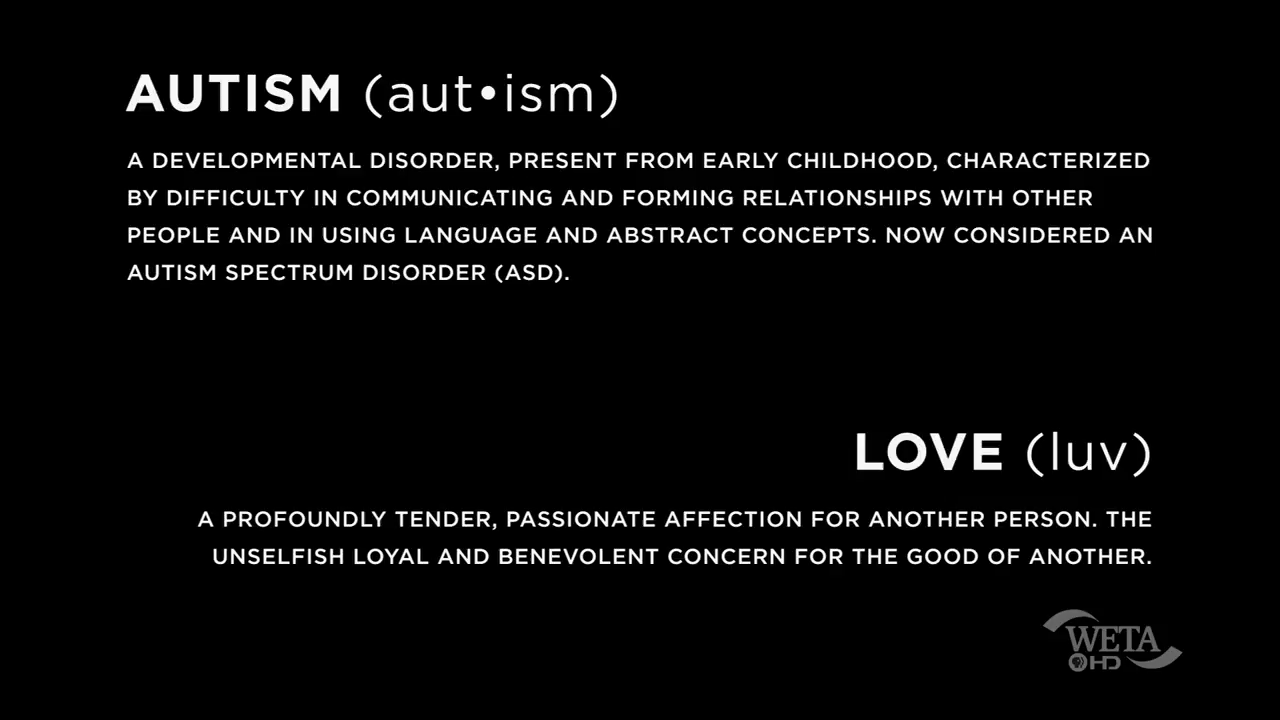 AUTISM (aut•ism)
A DEVELOPMENTAL DISORDER, PRESENT FROM EARLY CHILDHOOD, CHARACTERIZED
BY DIFFICULTY IN COMMUNICATING AND FORMING RELATIONSHIPS WITH OTHER
PEOPLE AND IN USING LANGUAGE AND ABSTRACT CONCEPTS. NOW CONSIDERED AN
AUTISM SPECTRUM DISORDER (ASD).
LOVE (luv)
A PROFOUNDLY TENDER, PASSIONATE AFFECTION FOR ANOTHER PERSON. THE
UNSELFISH LOYAL AND BENEVOLENT CONCERN FOR THE GOOD OF ANOTHER.
WETA
HD